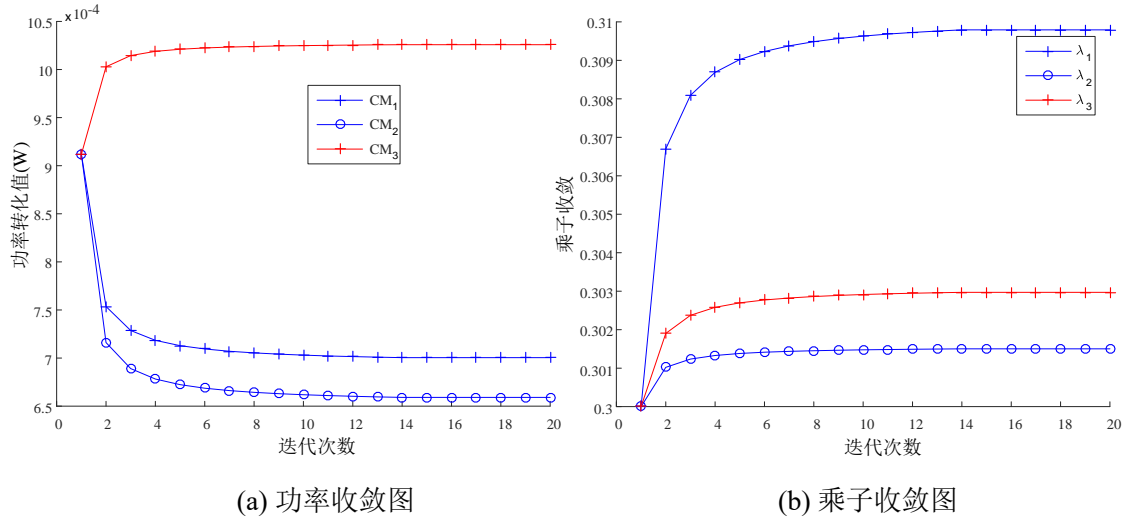 ×10⁻⁴
10.5
10
9.5
9
8.5
8
7.5
7
6.5
功率转化值(W)
CM₁
CM₂
CM₃
0 2 4 6 8 10 12 14 16 18 20
迭代次数
(a) 功率收敛图
0.31
0.309
0.308
0.307
0.306
0.305
0.304
0.303
0.302
0.301
0.3
乘子收敛
λ₁
λ₂
λ₃
0 2 4 6 8 10 12 14 16 18 20
迭代次数
(b) 乘子收敛图